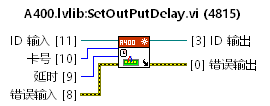 A400.lvlib:SetOutPutDelay.vi (4815)
ID 输入 [11]
[3] ID 输出
卡号 [10]
[0] 错误输出
延时 [9]
错误输入 [8]
A400